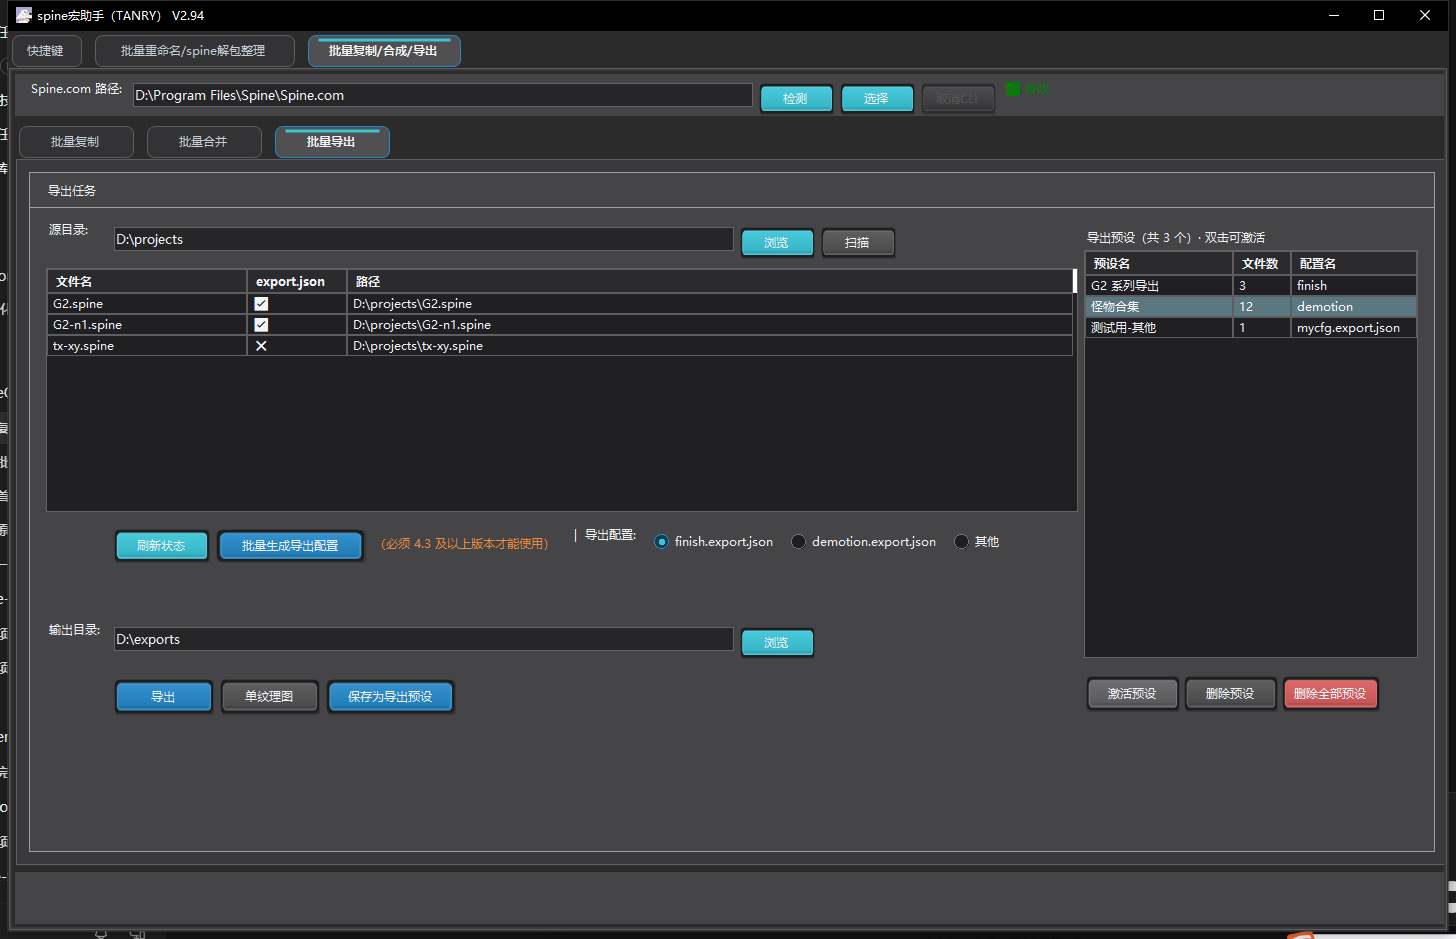 spine宏助手（TANRY） V2.94
快捷键 批量重命名/spine解包整理 批量复制/合成/导出
Spine.com 路径: D:\Program Files\Spine\Spine.com 检测 选择 取消CLI
批量复制 批量合并 批量导出
导出任务
源目录: D:\projects 浏览 扫描
文件名 export.json 路径
G2.spine D:\projects\G2.spine
G2-n1.spine D:\projects\G2-n1.spine
tx-xy.spine ✕ D:\projects\tx-xy.spine
刷新状态 批量生成导出配置 (必须 4.3 及以上版本才能使用) | 导出配置: finish.export.json demotion.export.json 其他
输出目录: D:\exports 浏览
导出 单纹理图 保存为导出预设
导出预设（共 3 个）· 双击可激活
预设名 文件数 配置名
G2 系列导出 3 finish
怪物合集 12 demotion
测试用-其他 1 mycfg.export.json
激活预设 删除预设 删除全部预设